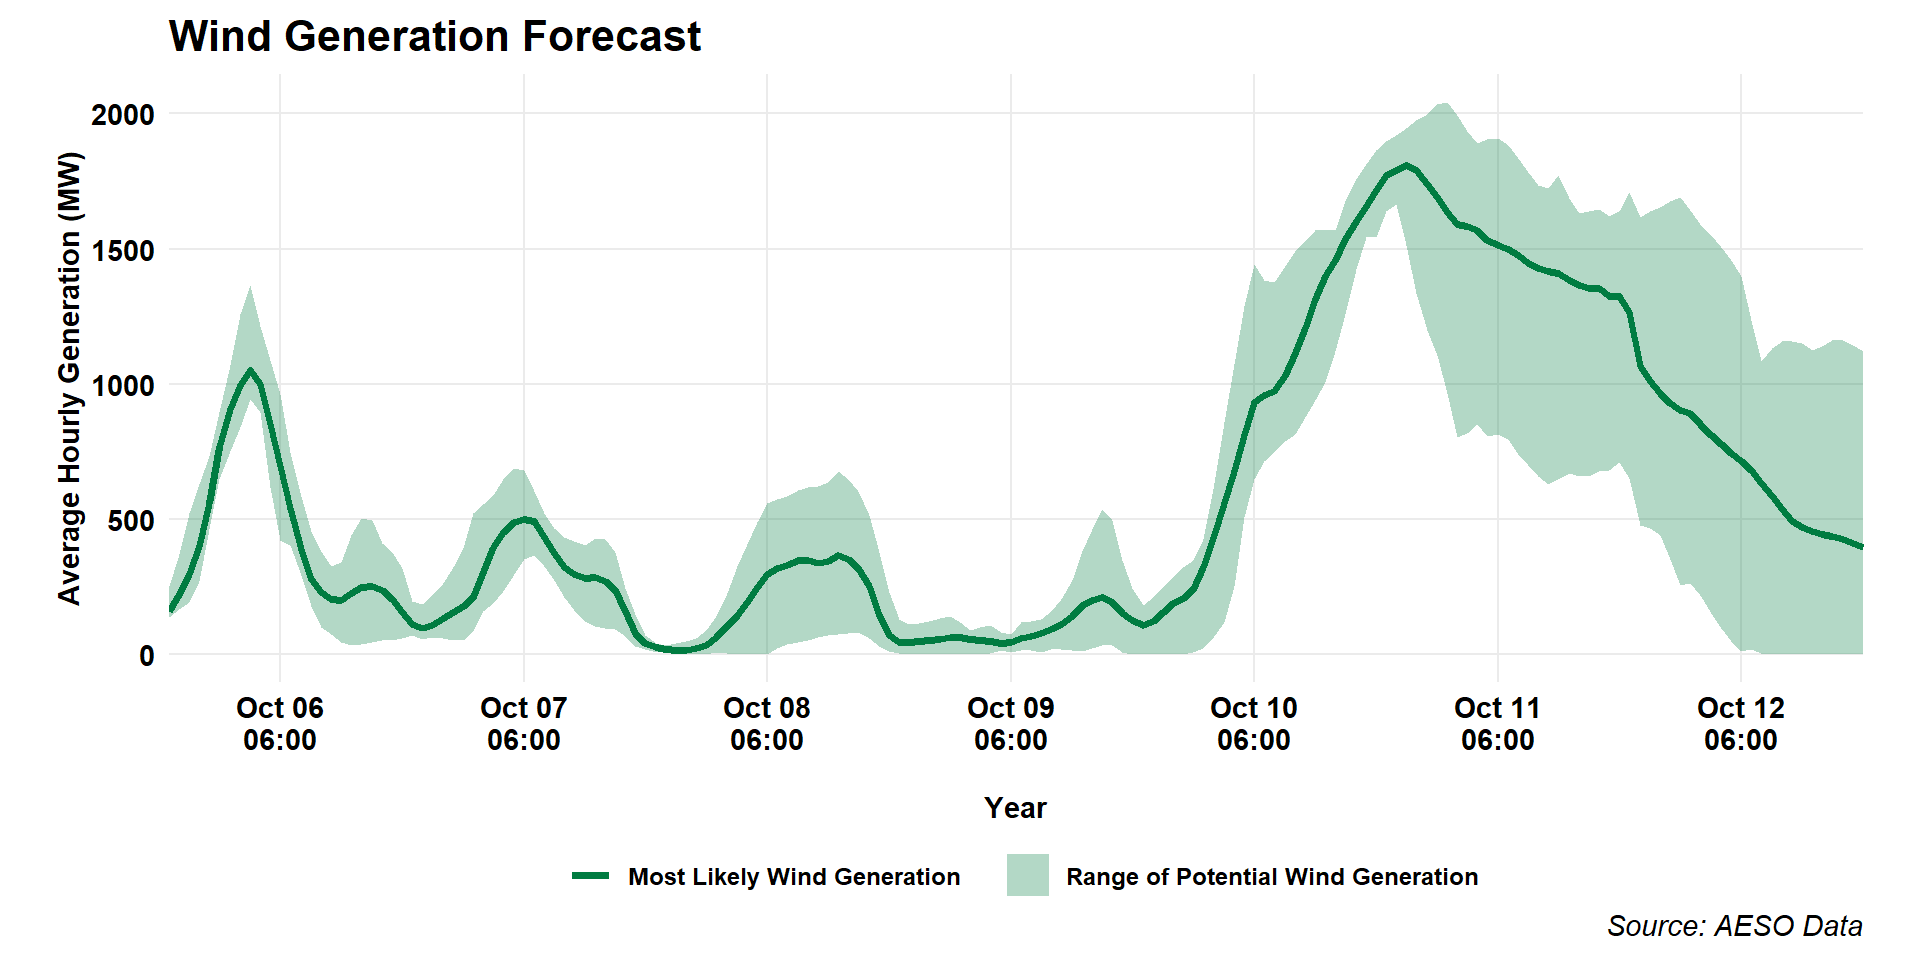 Wind Generation Forecast
Average Hourly Generation (MW)
2000
1500
1000
500
0
Oct 06 Oct 07 Oct 08 Oct 09 Oct 10 Oct 11 Oct 12
06:00 06:00 06:00 06:00 06:00 06:00 06:00
Year
Most Likely Wind Generation Range of Potential Wind Generation
Source: AESO Data